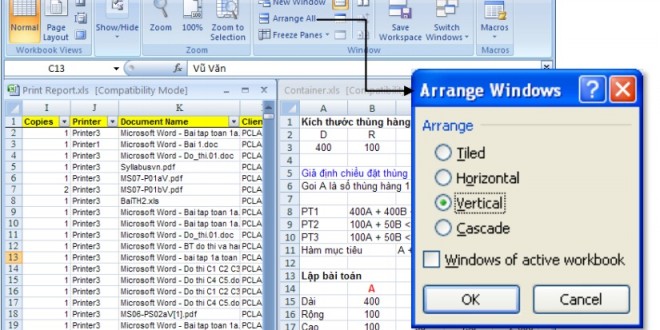 New Window
Arrange All
Freeze Panes
Normal Page Layout
Show/Hide
Zoom 100% Zoom to Selection
Save Workspace
Switch Windows
Macros
Workbook Views
Zoom
Window
Macros
C13
fx Vũ Văn
Print Report.xls [Compatibility Mode]
I J K
1 Copies Printer Document Name Clien
2 1 Printer3 Microsoft Word - Bai tap toan 1a. PCLA
3 1 Printer3 Microsoft Word - Bai 1.doc PCLA
4 1 Printer3 Microsoft Word - Do_thi.01.doc PCLA
5 1 Printer3 Syllabusvn.pdf PCLA
6 1 Printer3 MS07-P01aV.pdf PCLA
7 2 Printer3 MS07-P01bV.pdf PCLA
8 1 Printer3 BaiTH2.xls PCLA
9 1 Printer3 Microsoft Word - Bai tap toan 1a. PCLA
10 1 Printer3 Microsoft Word - Do_thi.01.doc PCLA
11 1 Printer3 Microsoft Word - Do_thi.01.doc PCLA
12 1 Printer3 Microsoft Word - BT do thi va hai PCLA
13 1 Printer3 Microsoft Word - bai tap 1a toan PCLA
14 1 Printer3 Microsoft Word - Do thi C1 C2 C3 PCLA
15 1 Printer3 Microsoft Word - Do thi C4 C5.do PCLA
16 1 Printer3 Microsoft Word - Do thi C1 C2 C3 PCLA
17 1 Printer3 Microsoft Word - Do thi C4 C5.do PCLA
18 1 Printer3 MS06-PS02aV[1].pdf PCLA
19 1 Printer3 Microsoft Word - Bai tap toan 1a. PCLA
Container.xls
A B
1 Kích thước thùng hàng
2 D R
3 400 100
4
5 Giả định chiều đặt thùng
6 Gọi A là số thùng hàng 1
7
8 PT1 400A + 400B <
9 PT2 100A + 50B <
10 PT3 100A + 50B <
11 Hàm mục tiêu A +
12
13 Lập bài toán
14 A
15 Dài 400
16 Rộng 100
17 Cao 100
Arrange Windows
Arrange
Tiled
Horizontal
Vertical
Cascade
Windows of active workbook
OK Cancel